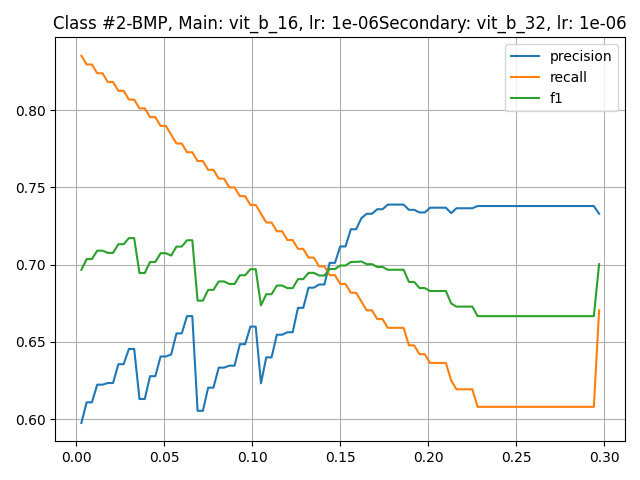 Class #2-BMP, Main: vit_b_16, lr: 1e-06Secondary: vit_b_32, lr: 1e-06
precision
recall
f1
0.80
0.75
0.70
0.65
0.60
0.00 0.05 0.10 0.15 0.20 0.25 0.30